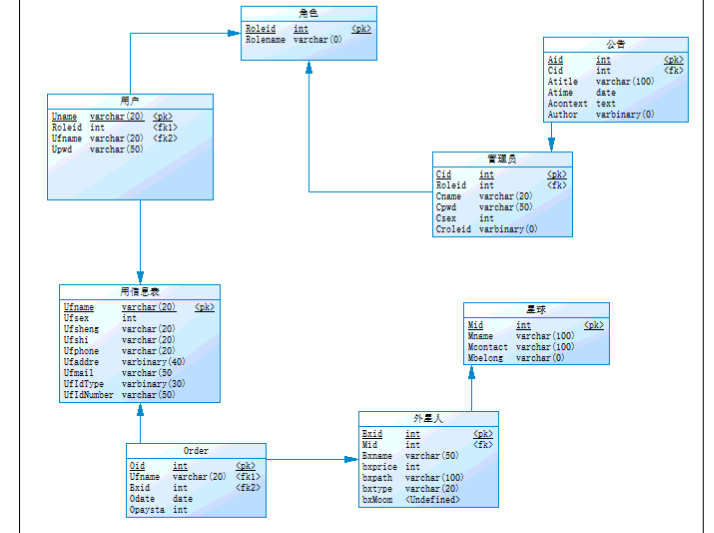 角色
Roleid int <pk>
Rolename varchar(0)
公告
Aid int <pk>
Cid int <fk>
Atitle varchar(100)
Atime date
Acontext text
Author varbinary(0)
用户
Uname varchar(20) <pk>
Roleid int <fk1>
Ufname varchar(20) <fk2>
Upwd varchar(50)
管理员
Cid int <pk>
Roleid int <fk>
Cname varchar(20)
Cpwd varchar(50)
Csex int
Croleid varbinary(0)
用信息表
Ufname varchar(20) <pk>
Ufsex int
Ufsheng varchar(20)
Ufshi varchar(20)
Ufphone varchar(20)
Ufaddre varbinary(40)
Ufmail varchar(50
UfIdType varbinary(30)
UfIdNumber varchar(50)
星球
Mid int <pk>
Mname varchar(100)
Mcontact varchar(100)
Mbelong varchar(0)
外星人
Bxid int <pk>
Mid int <fk>
Bxname varchar(50)
bxprice int
bxpath varchar(100)
bxtype varchar(20)
bxMoom <Undefined>
Order
Oid int <pk>
Ufname varchar(20) <fk1>
Bxid int <fk2>
Odate date
Opaysta int